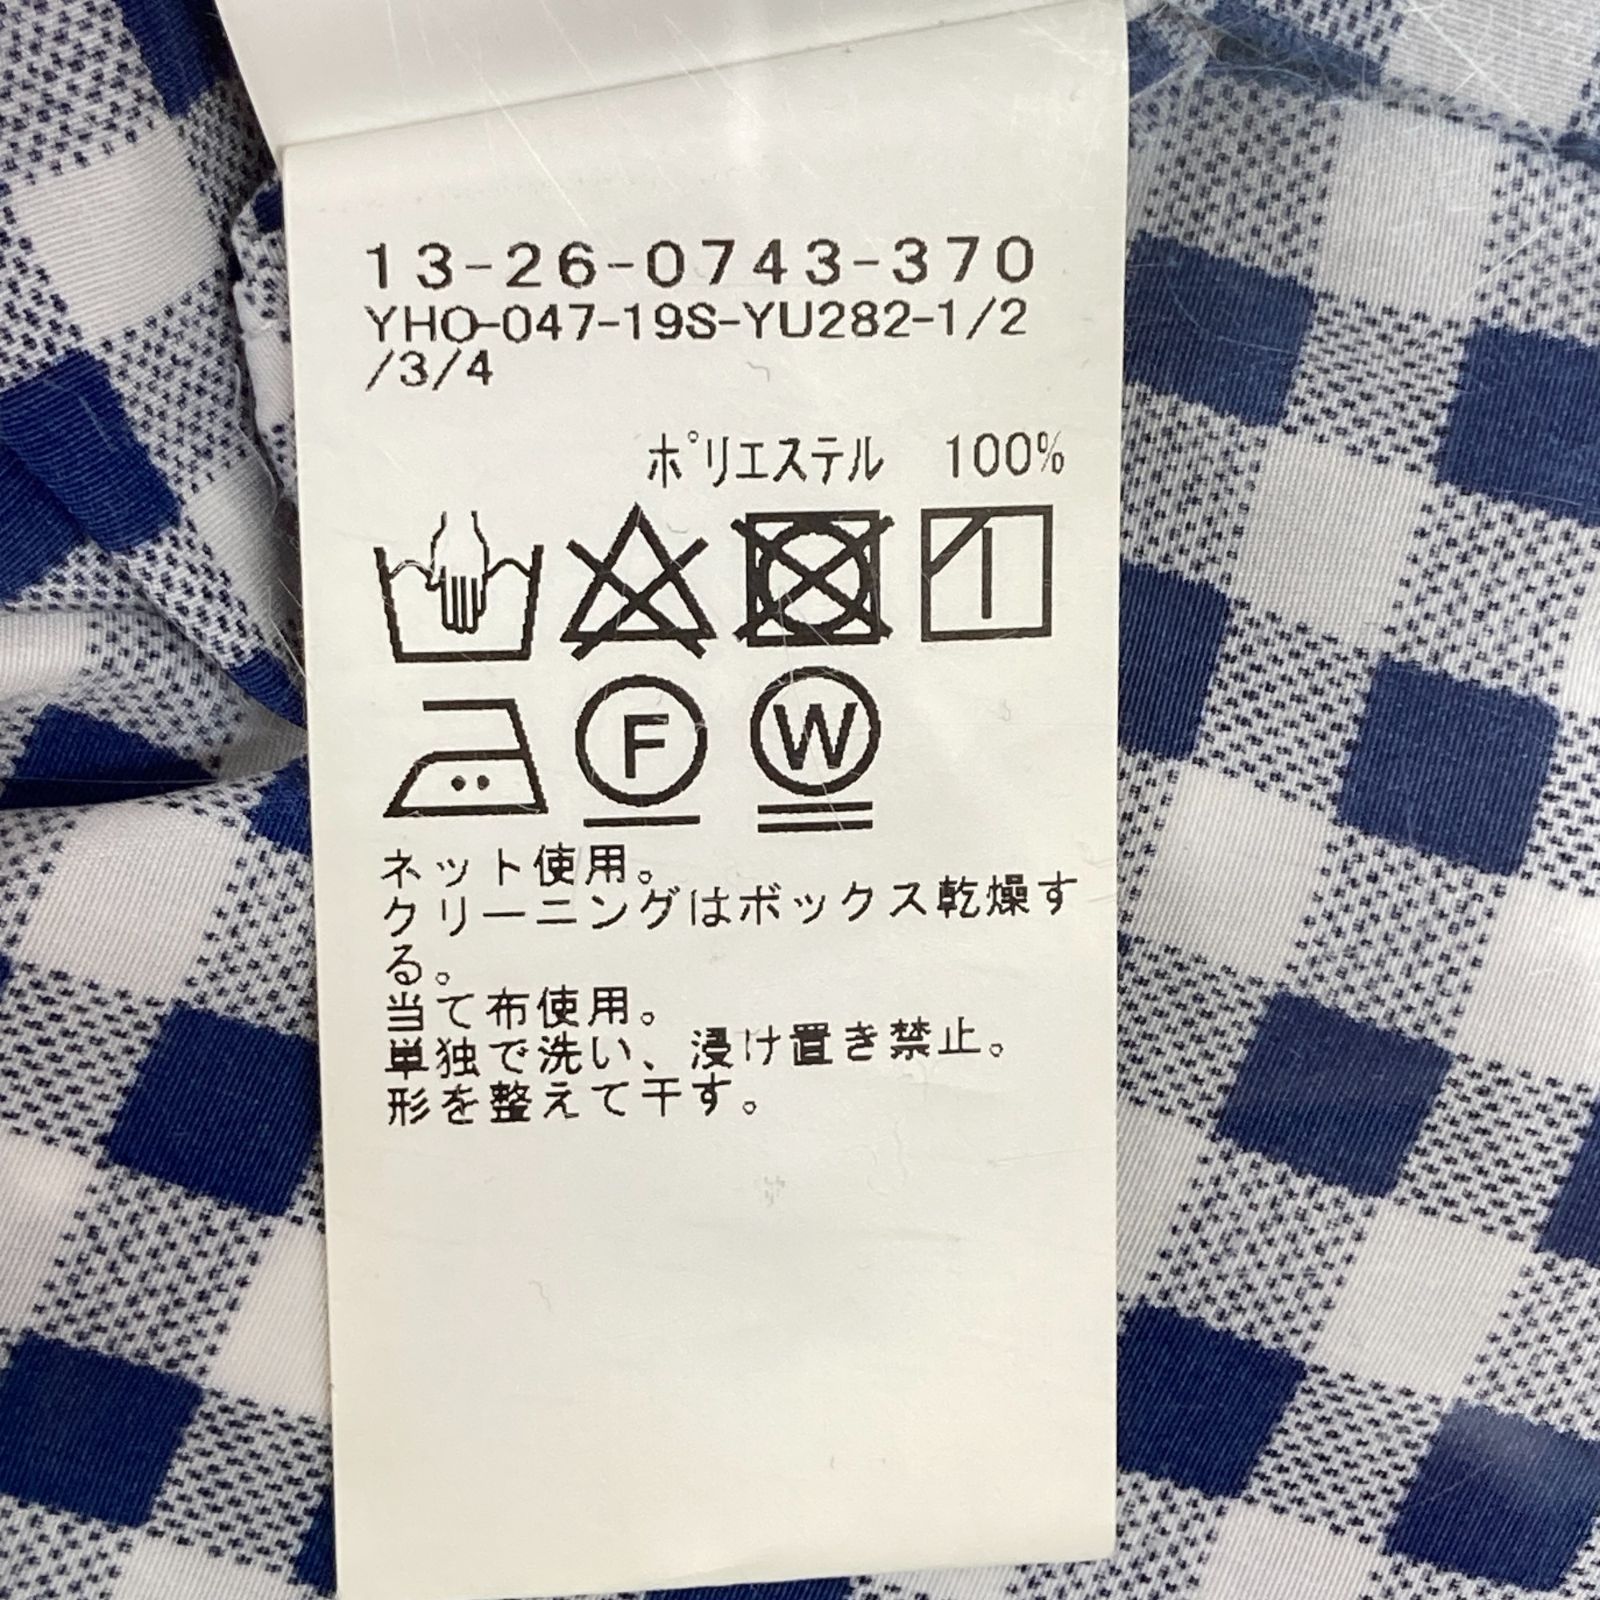 13-26-0743-370
YHO-047-19S-YU282-1/2
/3/4
ポリエステル 100%
F W
ネット使用。
クリーニングはボックス乾燥す
る。
当て布使用。
単独で洗い、浸け置き禁止。
形を整えて干す。